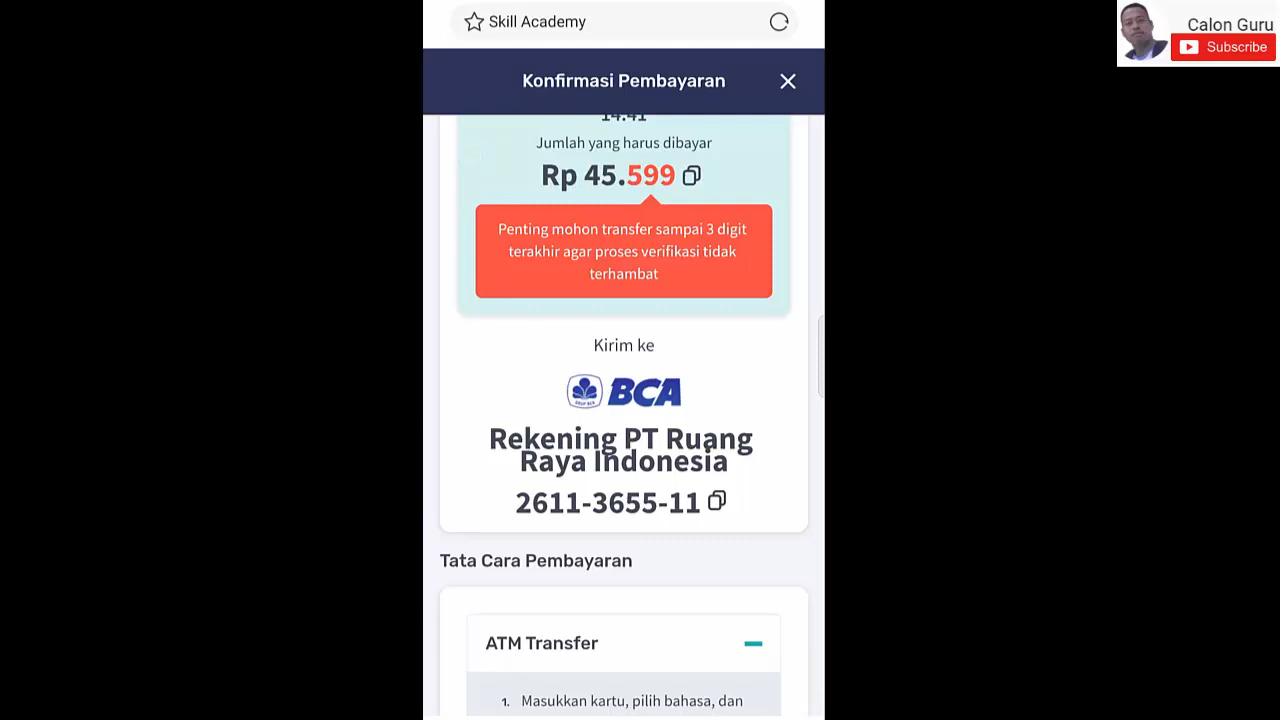 Skill Academy
Calon Guru
Subscribe
Konfirmasi Pembayaran
14:41
Jumlah yang harus dibayar
Rp 45.599
Penting mohon transfer sampai 3 digit
terakhir agar proses verifikasi tidak
terhambat
Kirim ke
BCA
Rekening PT Ruang
Raya Indonesia
2611-3655-11
Tata Cara Pembayaran
ATM Transfer
1. Masukkan kartu, pilih bahasa, dan